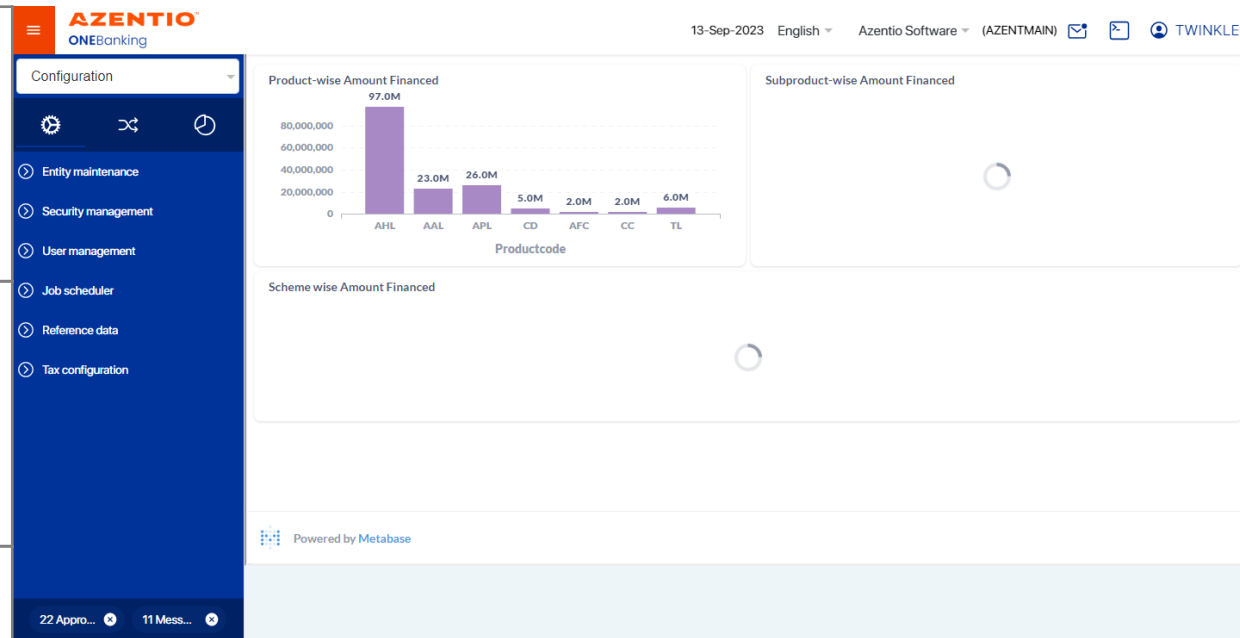 AZENTIO
ONEBanking
13-Sep-2023 English Azentio Software (AZENTMAIN) TWINKLE
Configuration
Entity maintenance
Security management
User management
Job scheduler
Reference data
Tax configuration
22 Appro...
11 Mess...
Product-wise Amount Financed
97.0M
80,000,000
60,000,000
40,000,000
20,000,000
0
23.0M
26.0M
5.0M
2.0M
2.0M
6.0M
AHL AAL APL CD AFC CC TL
Productcode
Subproduct-wise Amount Financed
Scheme wise Amount Financed
Powered by Metabase